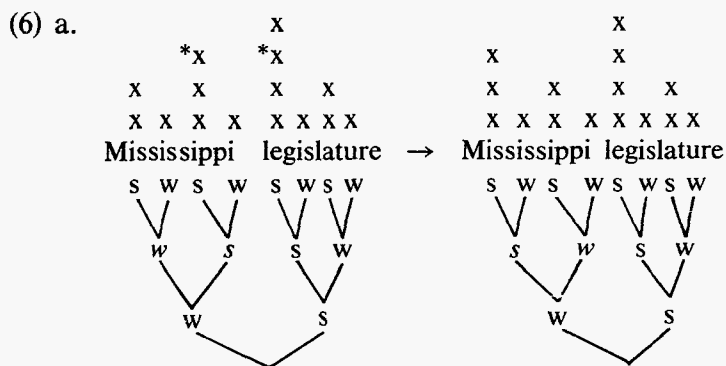 (6) a. x x
*x *x x x
x x x x x x x x
x x x x x x x x x x x x x x x x
Mississippi legislature → Mississippi legislature
s w s w s w s w s w s w s w s w
w s s w s w s w
w s w s